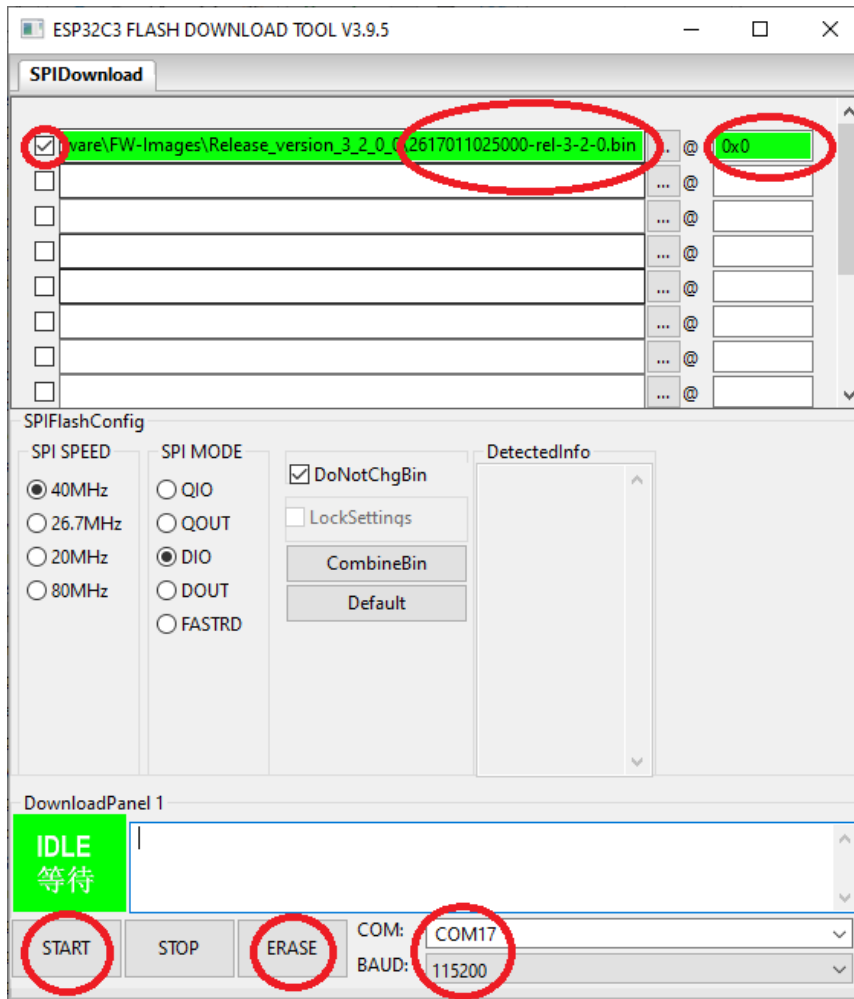 ESP32C3 FLASH DOWNLOAD TOOL V3.9.5
SPIDownload
ware\FW-Images\Release_version_3_2_0_0\2617011025000-rel-3-2-0.bin ... @ 0x0
... @
... @
... @
... @
... @
... @
... @
SPIFlashConfig
SPI SPEED SPI MODE DetectedInfo
40MHz QIO DoNotChgBin
26.7MHz QOUT LockSettings
20MHz DIO CombineBin
80MHz DOUT Default
FASTRD
DownloadPanel 1
IDLE
等待
START STOP ERASE COM: COM17
BAUD: 115200